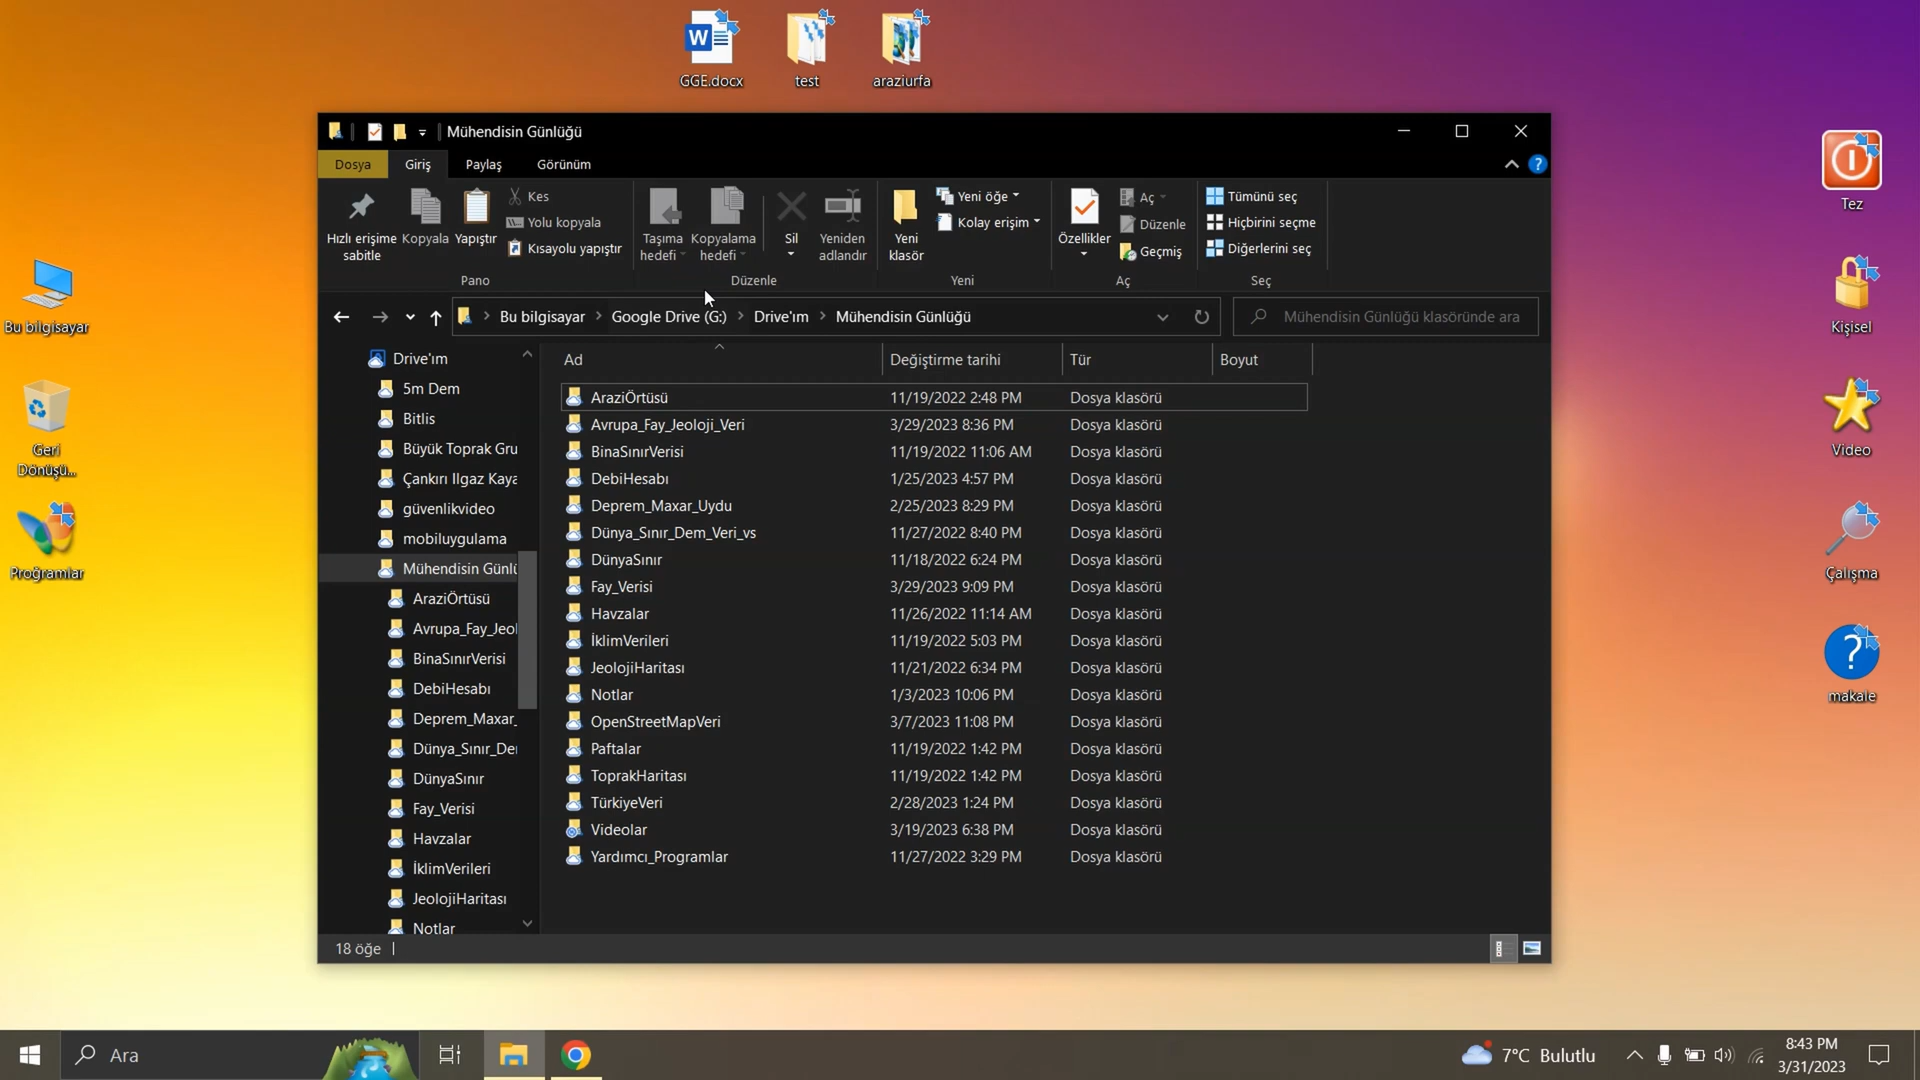 GGE.docx
test
araziurfa
Bu bilgisayar
Geri
Dönüşü...
Programlar
Tez
Kişisel
Video
Çalışma
makale
Mühendisin Günlüğü
Dosya
Giriş
Paylaş
Görünüm
Hızlı erişime
sabitle
Kopyala
Yapıştır
Kes
Yolu kopyala
Kısayolu yapıştır
Taşıma
hedefi
Kopyalama
hedefi
Sil
Yeniden
adlandır
Yeni
klasör
Yeni öğe
Kolay erişim
Özellikler
Aç
Düzenle
Geçmiş
Tümünü seç
Hiçbirini seçme
Diğerlerini seç
Pano
Düzenle
Yeni
Aç
Seç
Bu bilgisayar
Google Drive (G:)
Drive'ım
Mühendisin Günlüğü
Mühendisin Günlüğü klasöründe ara
Drive'ım
5m Dem
Bitlis
Büyük Toprak Gru
Çankırı Ilgaz Kaya
güvenlikvideo
mobiluygulama
Mühendisin Günlü
AraziÖrtüsü
Avrupa_Fay_Jeol
BinaSınırVerisi
DebiHesabı
Deprem_Maxar_
Dünya_Sınır_De
DünyaSınır
Fay_Verisi
Havzalar
İklimVerileri
JeolojiHaritası
Notlar
Ad Değiştirme tarihi Tür Boyut
AraziÖrtüsü 11/19/2022 2:48 PM Dosya klasörü
Avrupa_Fay_Jeoloji_Veri 3/29/2023 8:36 PM Dosya klasörü
BinaSınırVerisi 11/19/2022 11:06 AM Dosya klasörü
DebiHesabı 1/25/2023 4:57 PM Dosya klasörü
Deprem_Maxar_Uydu 2/25/2023 8:29 PM Dosya klasörü
Dünya_Sınır_Dem_Veri_vs 11/27/2022 8:40 PM Dosya klasörü
DünyaSınır 11/18/2022 6:24 PM Dosya klasörü
Fay_Verisi 3/29/2023 9:09 PM Dosya klasörü
Havzalar 11/26/2022 11:14 AM Dosya klasörü
İklimVerileri 11/19/2022 5:03 PM Dosya klasörü
JeolojiHaritası 11/21/2022 6:34 PM Dosya klasörü
Notlar 1/3/2023 10:06 PM Dosya klasörü
OpenStreetMapVeri 3/7/2023 11:08 PM Dosya klasörü
Paftalar 11/19/2022 1:42 PM Dosya klasörü
ToprakHaritası 11/19/2022 1:42 PM Dosya klasörü
TürkiyeVeri 2/28/2023 1:24 PM Dosya klasörü
Videolar 3/19/2023 6:38 PM Dosya klasörü
Yardımcı_Programlar 11/27/2022 3:29 PM Dosya klasörü
18 öğe
Ara
7°C Bulutlu
8:43 PM
3/31/2023